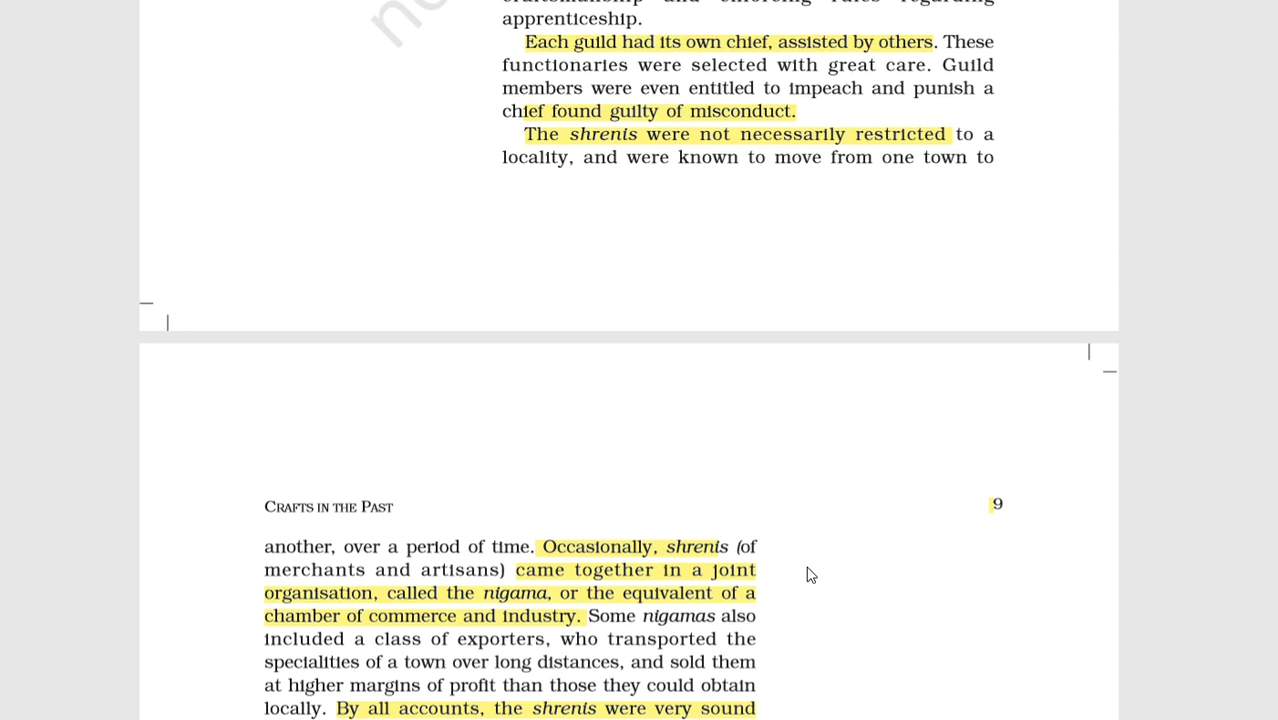 apprenticeship.
Each guild had its own chief, assisted by others. These
functionaries were selected with great care. Guild
members were even entitled to impeach and punish a
chief found guilty of misconduct.
The shrenis were not necessarily restricted to a
locality, and were known to move from one town to
CRAFTS IN THE PAST
9
another, over a period of time. Occasionally, shrenis (of
merchants and artisans) came together in a joint
organisation, called the nigama, or the equivalent of a
chamber of commerce and industry. Some nigamas also
included a class of exporters, who transported the
specialities of a town over long distances, and sold them
at higher margins of profit than those they could obtain
locally. By all accounts, the shrenis were very sound